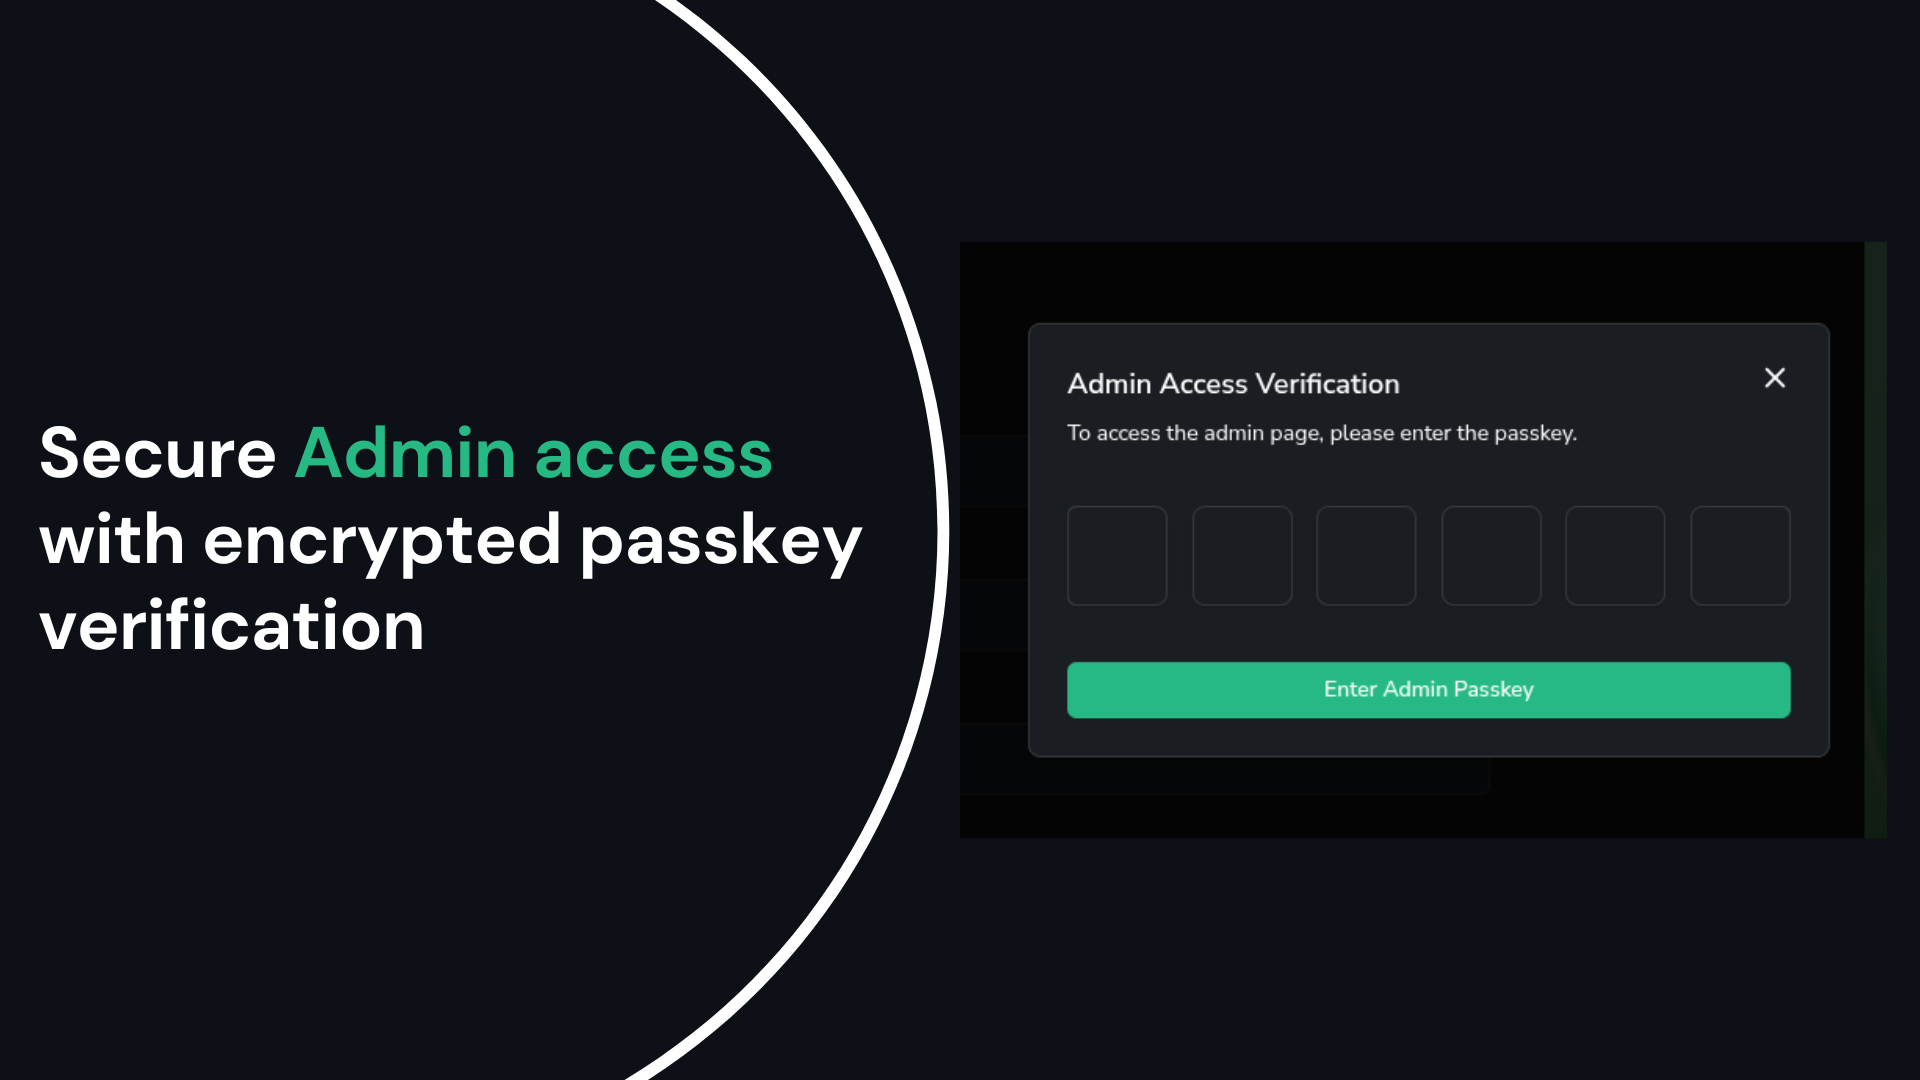 Secure Admin access
with encrypted passkey
verification
Admin Access Verification
To access the admin page, please enter the passkey.
Enter Admin Passkey